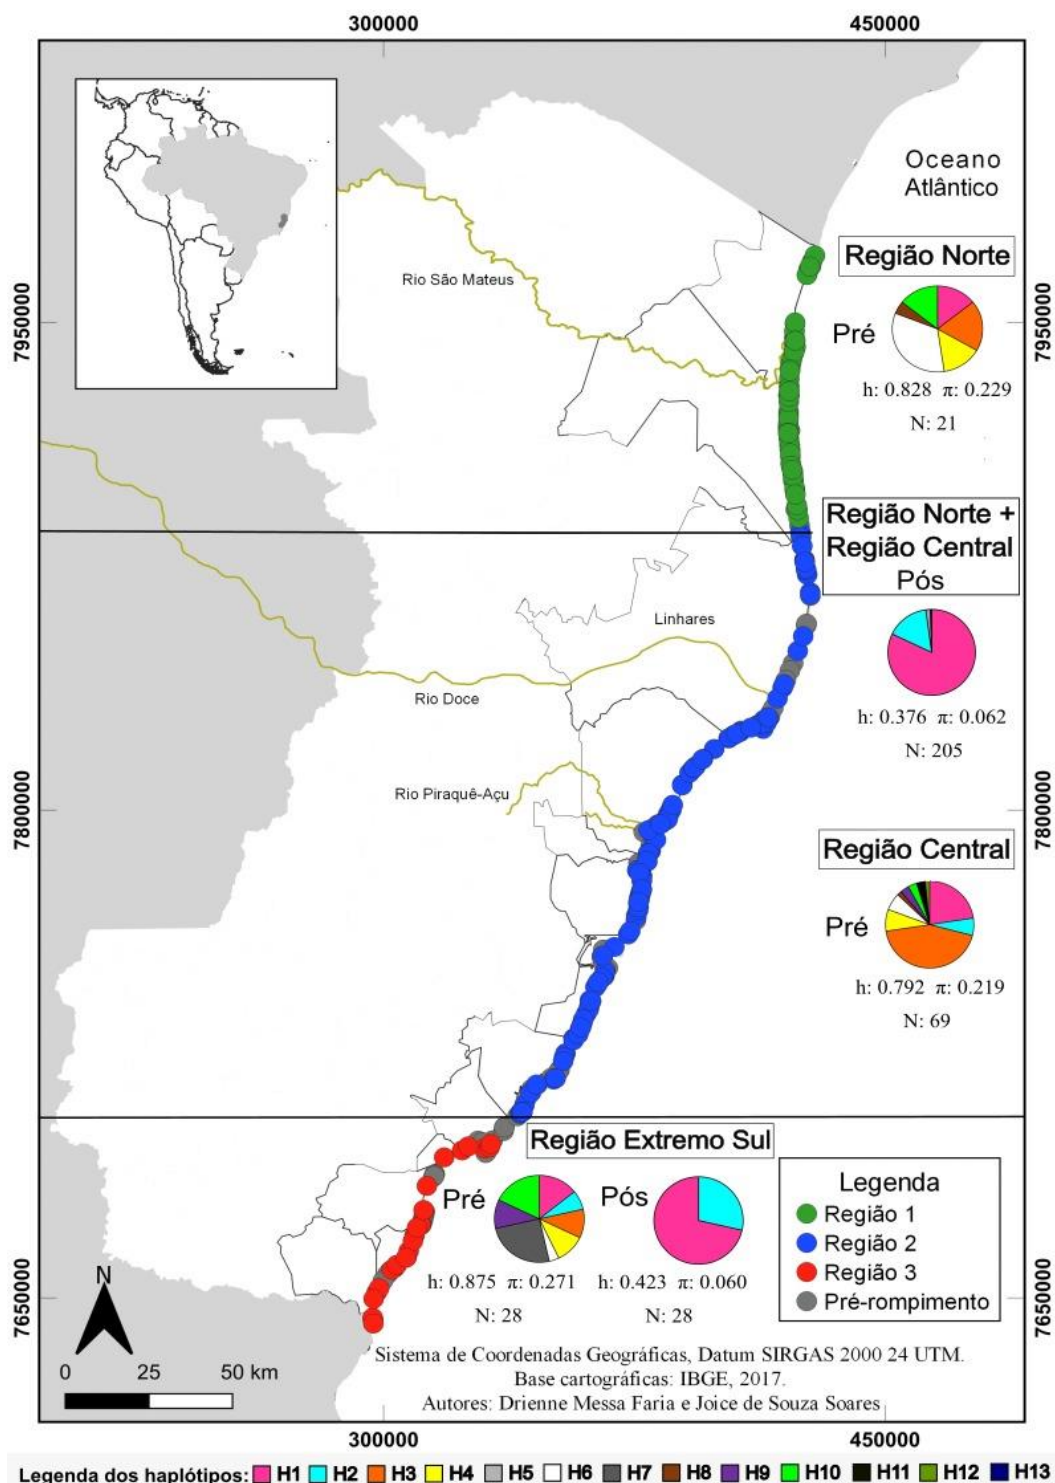 300000
450000
Oceano
Atlântico
Região Norte
Rio São Mateus
7950000
7950000
Pré
h: 0.828 π: 0.229
N: 21
Região Norte +
Região Central
Pós
Linhares
Rio Doce
h: 0.376 π: 0.062
N: 205
Rio Piraquê-Açu
7800000
7800000
Região Central
Pré
h: 0.792 π: 0.219
N: 69
Região Extremo Sul
Pré
Pós
h: 0.875 π: 0.271
h: 0.423 π: 0.060
N: 28
N: 28
Legenda
Região 1
Região 2
Região 3
Pré-rompimento
7650000
7650000
N
0 25 50 km
Sistema de Coordenadas Geográficas, Datum SIRGAS 2000 24 UTM.
Base cartográficas: IBGE, 2017.
Autores: Drienne Messa Faria e Joice de Souza Soares
300000
450000
Legenda dos haplótipos: H1 H2 H3 H4 H5 H6 H7 H8 H9 H10 H11 H12 H13